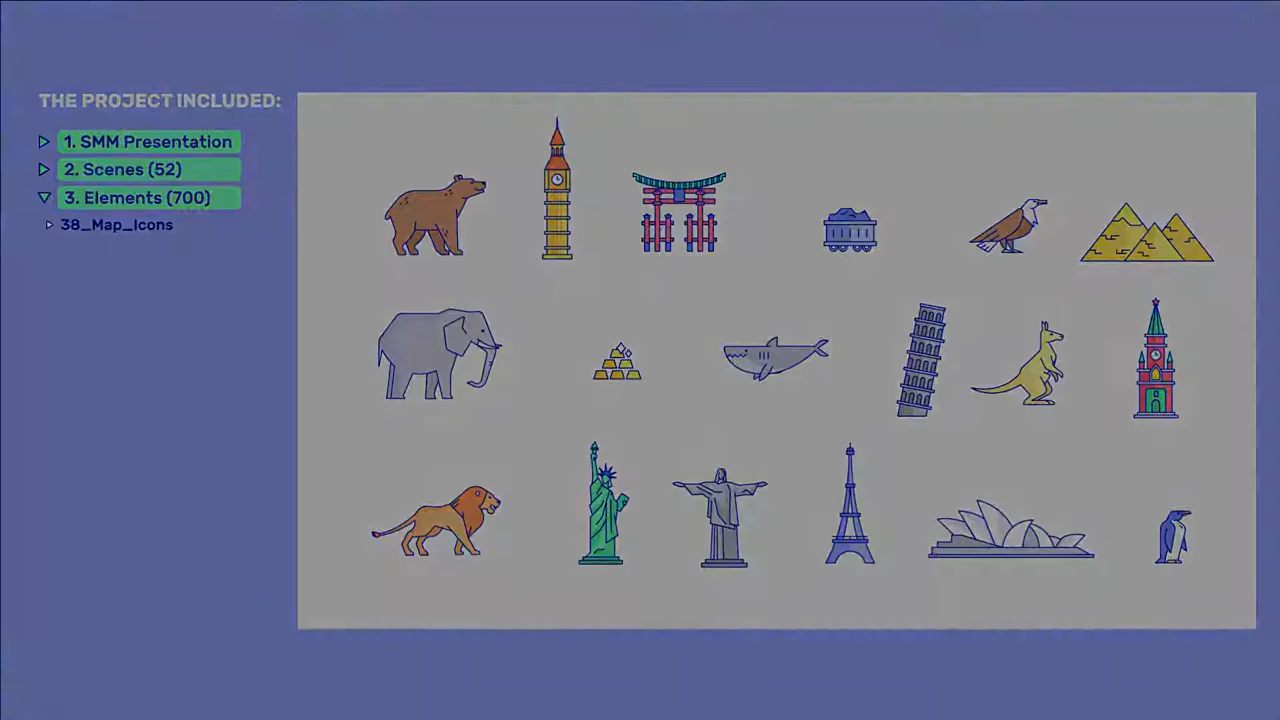 THE PROJECT INCLUDED:
1. SMM Presentation
2. Scenes (52)
3. Elements (700)
38_Map_Icons